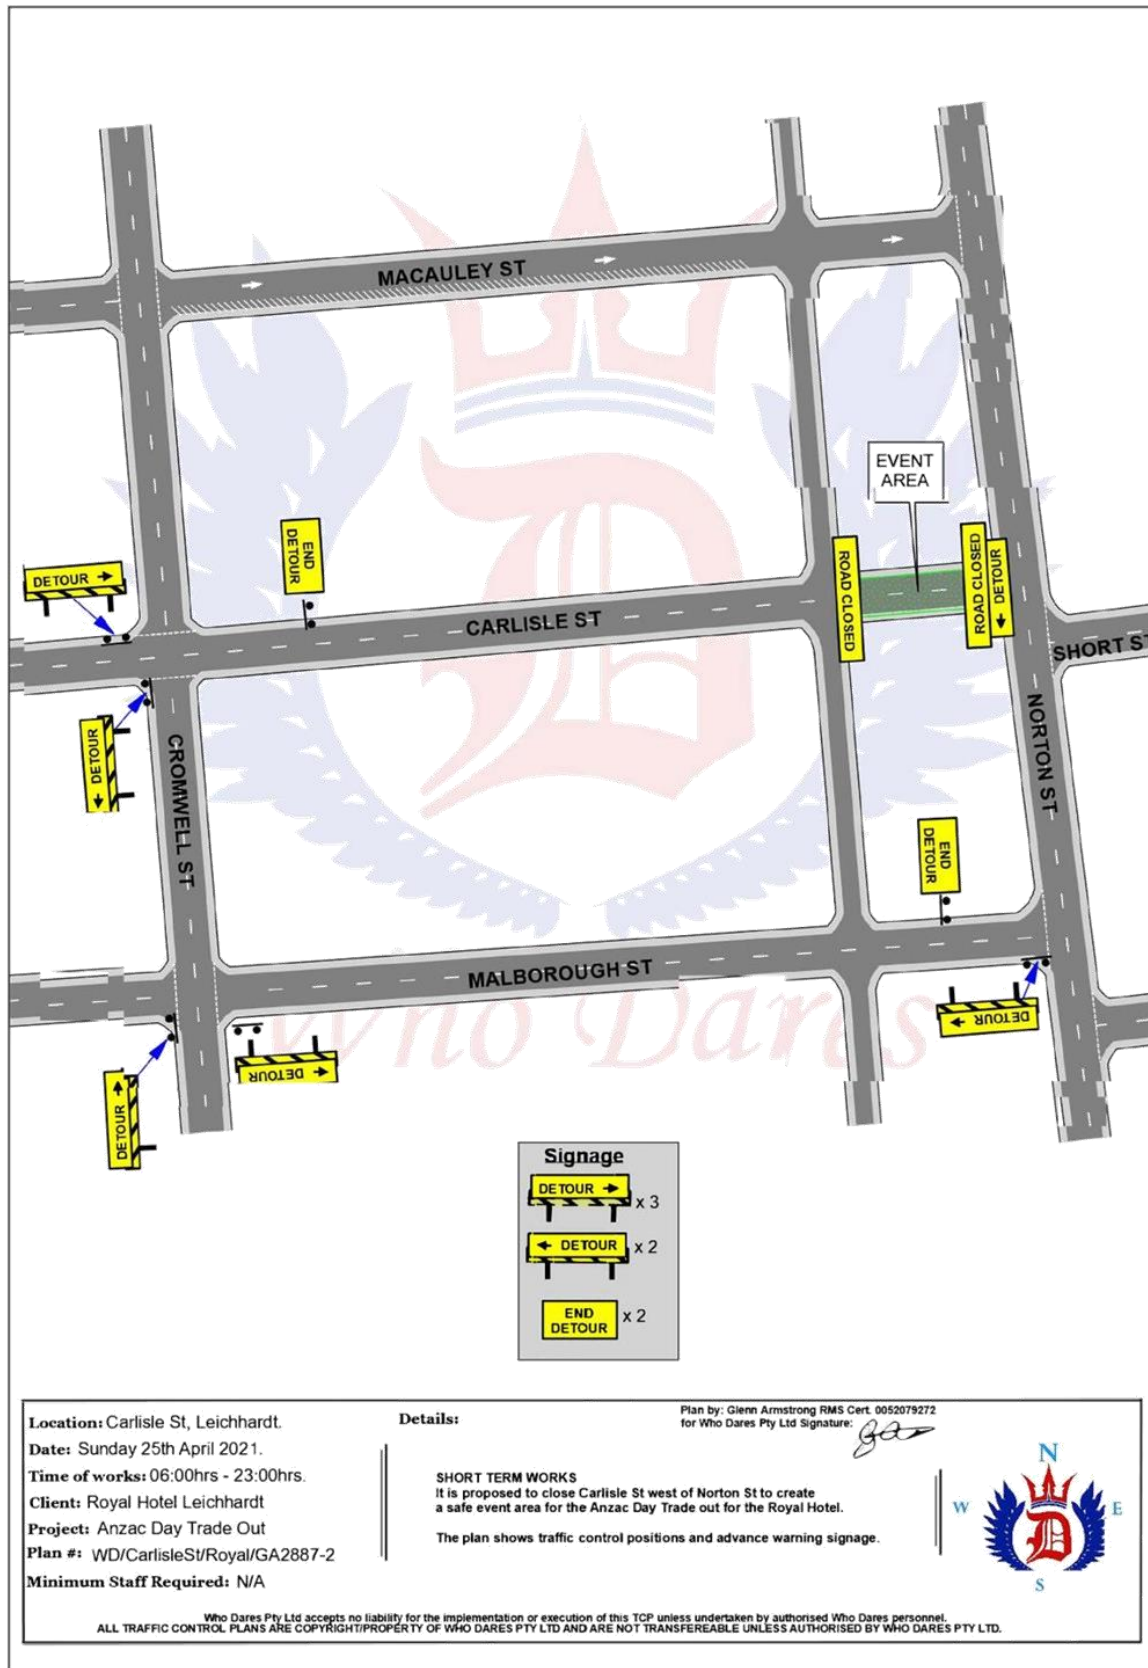 MACAULEY ST
EVENT
AREA
END
DETOUR
DETOUR
ROAD CLOSED
ROAD CLOSED
DETOUR
CARLISLE ST
SHORT S
DETOUR
CROMWELL ST
NORTON ST
END
DETOUR
MALBOROUGH ST
DETOUR
DETOUR
DETOUR
Who Dares
Signage
DETOUR x 3
DETOUR x 2
END
DETOUR x 2
Location: Carlisle St, Leichhardt.
Date: Sunday 25th April 2021.
Time of works: 06:00hrs - 23:00hrs.
Client: Royal Hotel Leichhardt
Project: Anzac Day Trade Out
Plan #: WD/CarlisleSt/Royal/GA2887-2
Minimum Staff Required: N/A
Details:
Plan by: Glenn Armstrong RMS Cert. 0052079272
for Who Dares Pty Ltd Signature:
SHORT TERM WORKS
It is proposed to close Carlisle St west of Norton St to create
a safe event area for the Anzac Day Trade out for the Royal Hotel.
The plan shows traffic control positions and advance warning signage.
N
W
E
S
D
Who Dares Pty Ltd accepts no liability for the implementation or execution of this TCP unless undertaken by authorised Who Dares personnel.
ALL TRAFFIC CONTROL PLANS ARE COPYRIGHT/PROPERTY OF WHO DARES PTY LTD AND ARE NOT TRANSFEREABLE UNLESS AUTHORISED BY WHO DARES PTY LTD.